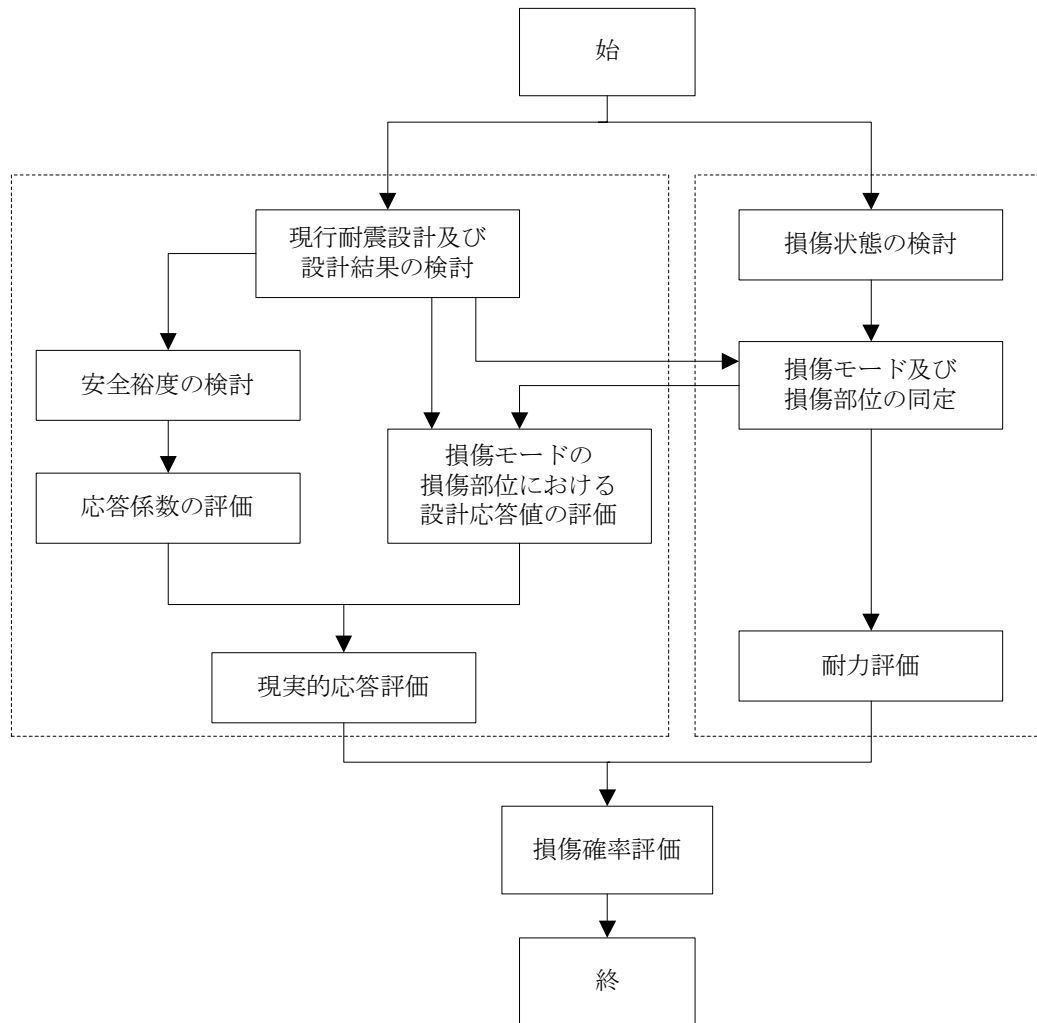 始
現行耐震設計及び
設計結果の検討
損傷状態の検討
安全裕度の検討
損傷モード及び
損傷部位の同定
応答係数の評価
損傷モードの
損傷部位における
設計応答値の評価
現実的応答評価
耐力評価
損傷確率評価
終